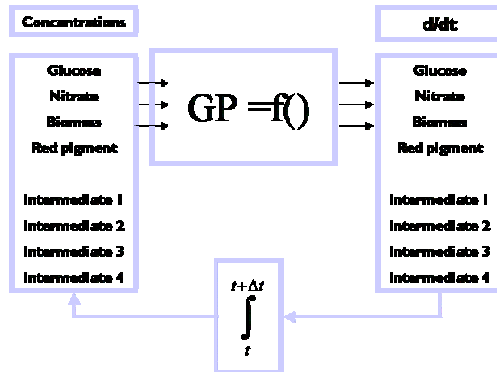 Concentrations
Glucose
Nitrate
Biomass
Red pigment
Intermediate 1
Intermediate 2
Intermediate 3
Intermediate 4
GP =f()
d/dt
Glucose
Nitrate
Biomass
Red pigment
Intermediate 1
Intermediate 2
Intermediate 3
Intermediate 4
t+Δt
∫
t